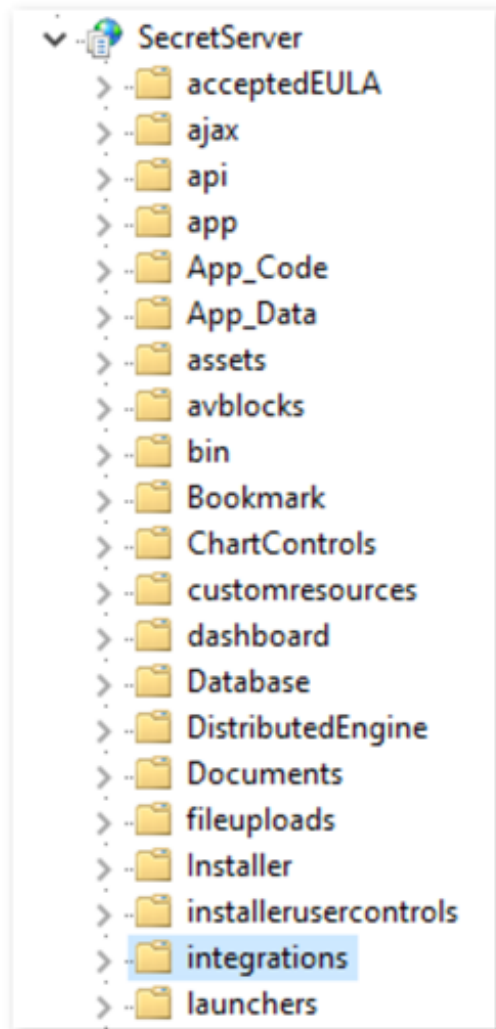 SecretServer
acceptedEULA
ajax
api
app
App_Code
App_Data
assets
avblocks
bin
Bookmark
ChartControls
customresources
dashboard
Database
DistributedEngine
Documents
fileuploads
Installer
installerusercontrols
integrations
launchers